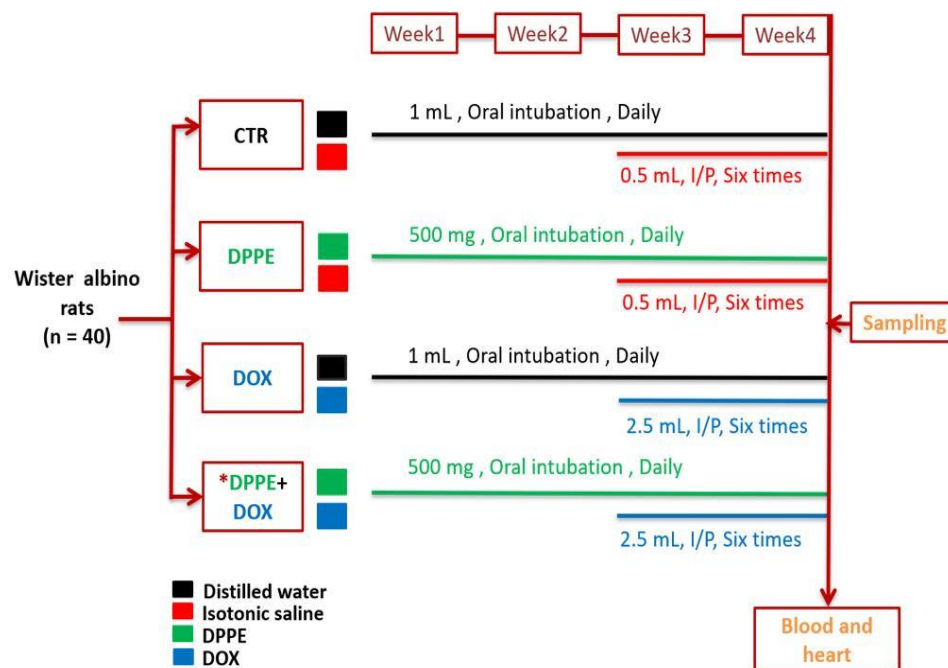 Week1 Week2 Week3 Week4
CTR
1 mL , Oral intubation , Daily
0.5 mL, I/P, Six times
DPPE
500 mg , Oral intubation , Daily
0.5 mL, I/P, Six times
Wister albino
rats
(n = 40)
Sampling
DOX
1 mL , Oral intubation , Daily
2.5 mL, I/P, Six times
*DPPE+
DOX
500 mg , Oral intubation , Daily
2.5 mL, I/P, Six times
Distilled water
Isotonic saline
DPPE
DOX
Blood and
heart